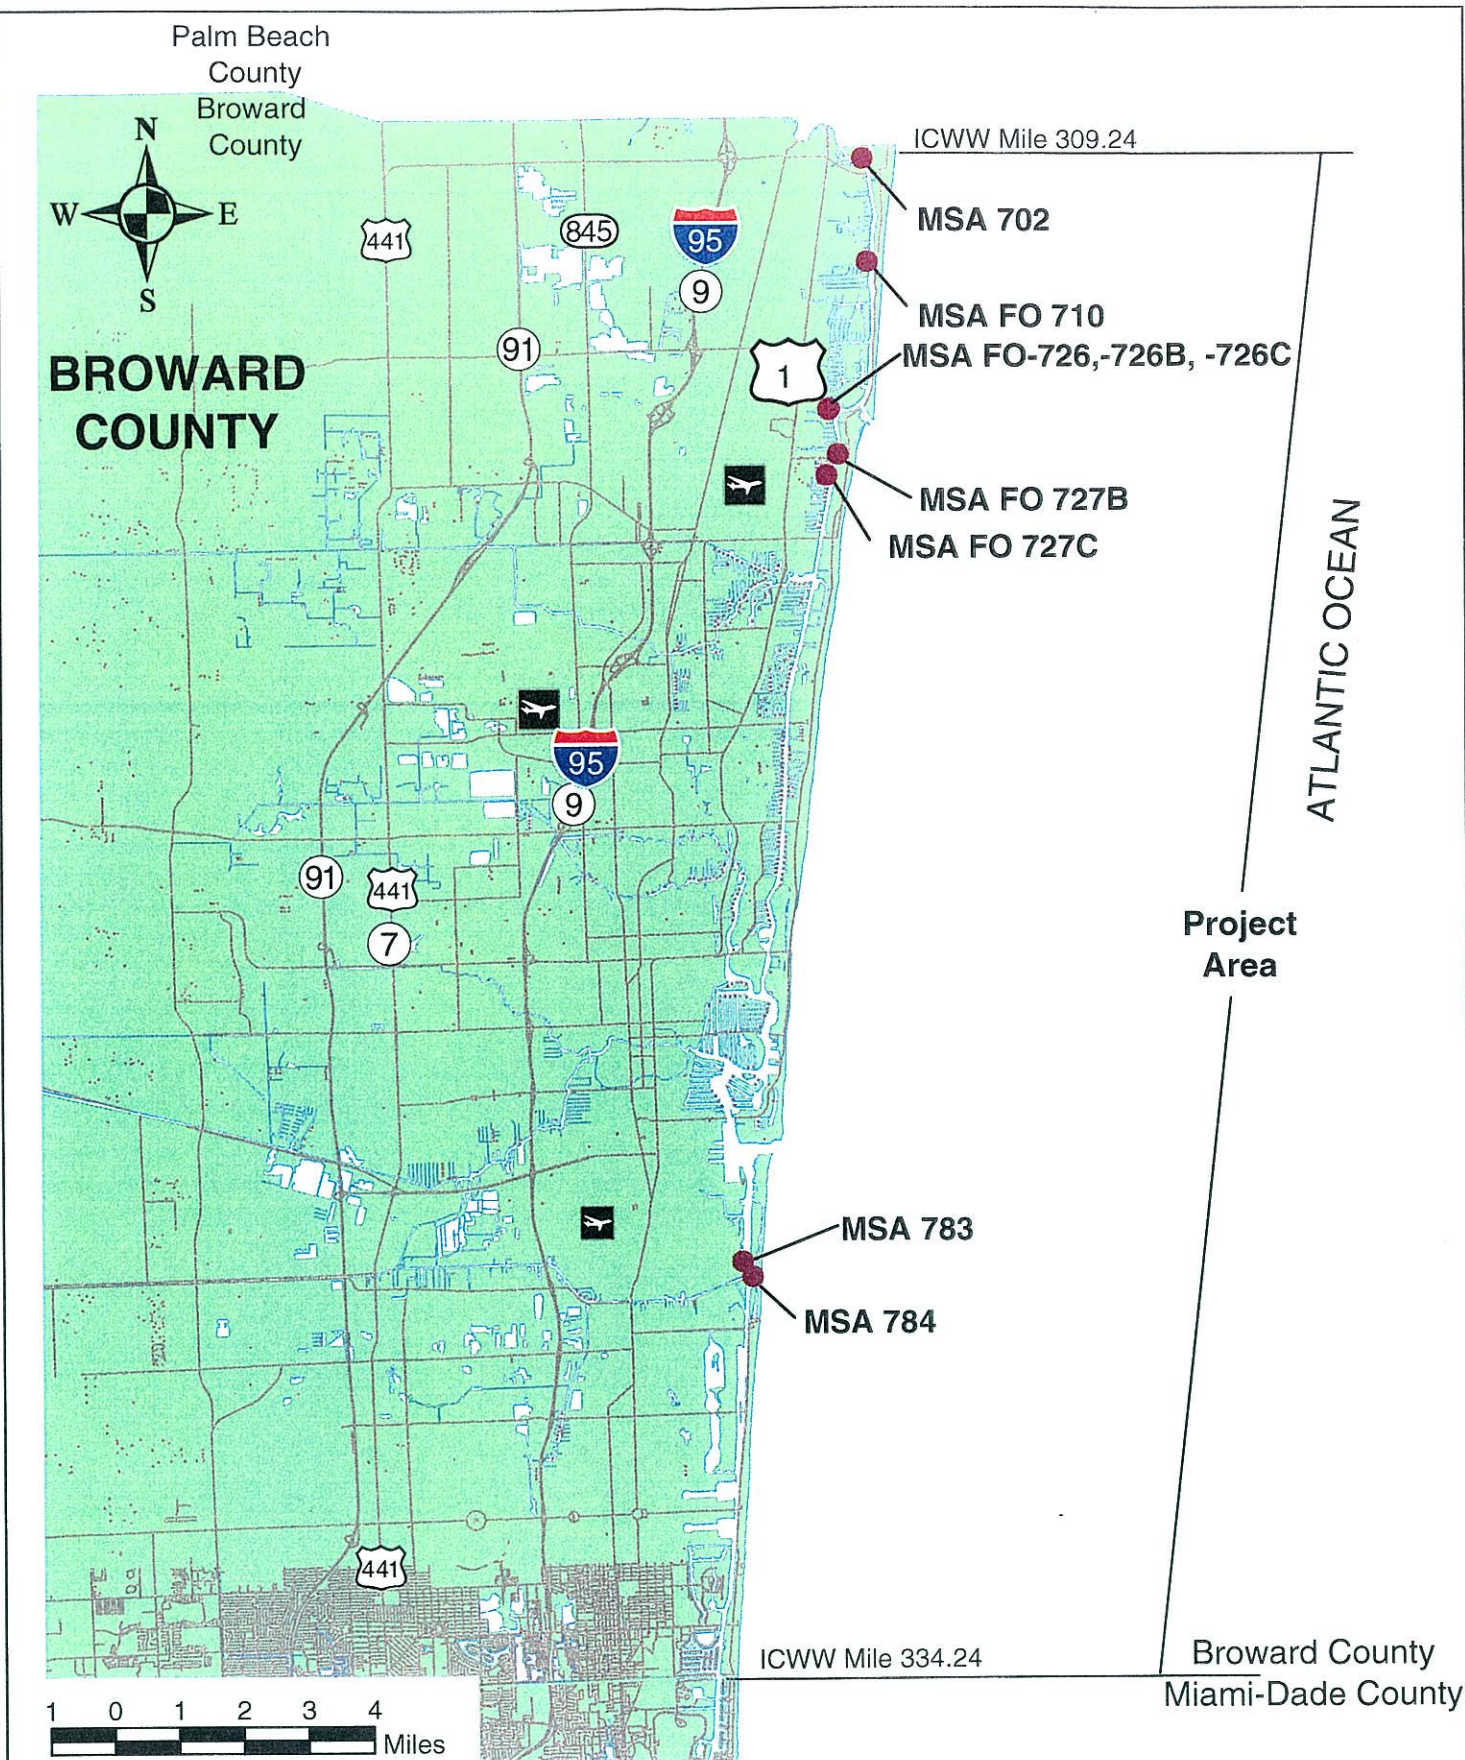 Palm Beach
County
Broward
County
N
W E
S
ICWW Mile 309.24
MSA 702
441
845
95
9
MSA FO 710
91
BROWARD
COUNTY
1
MSA FO-726,-726B, -726C
MSA FO 727B
MSA FO 727C
ATLANTIC OCEAN
95
9
91
441
7
Project
Area
MSA 783
MSA 784
441
ICWW Mile 334.24
Broward County
Miami-Dade County
1 0 1 2 3 4
Miles